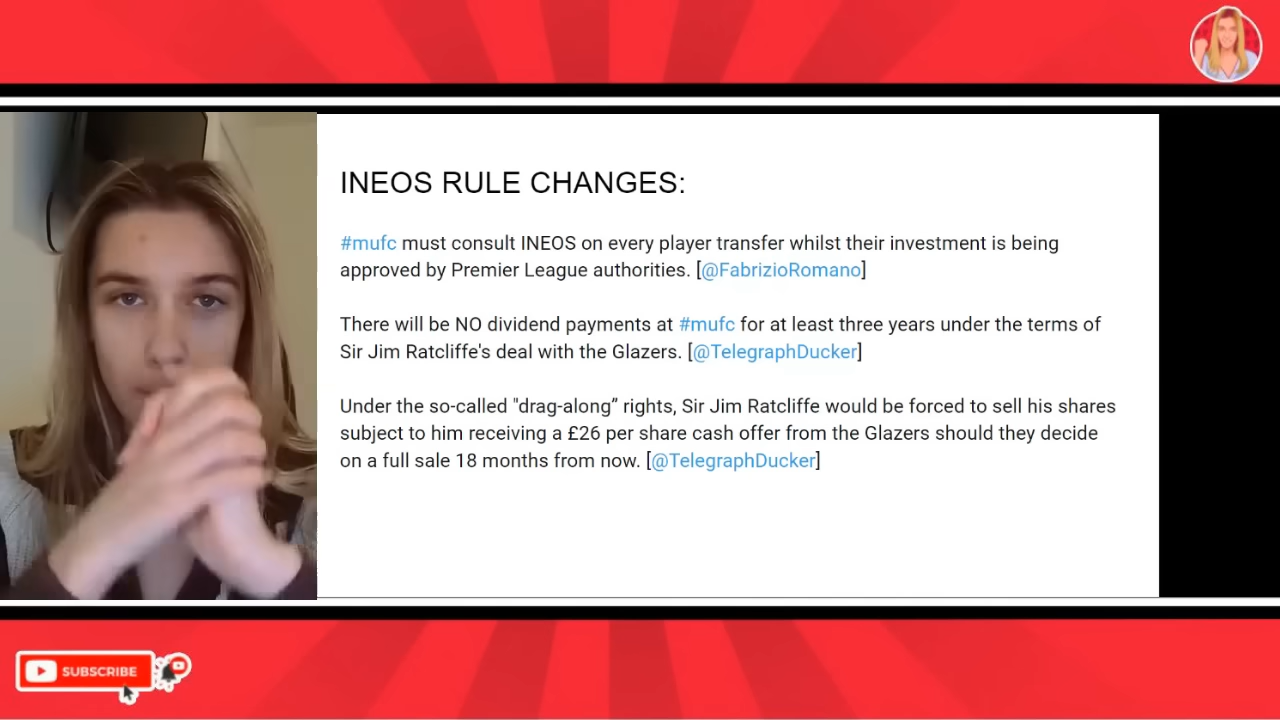 INEOS RULE CHANGES:
#mufc must consult INEOS on every player transfer whilst their investment is being
approved by Premier League authorities. [@FabrizioRomano]
There will be NO dividend payments at #mufc for at least three years under the terms of
Sir Jim Ratcliffe's deal with the Glazers. [@TelegraphDucker]
Under the so-called "drag-along” rights, Sir Jim Ratcliffe would be forced to sell his shares
subject to him receiving a £26 per share cash offer from the Glazers should they decide
on a full sale 18 months from now. [@TelegraphDucker]
SUBSCRIBE